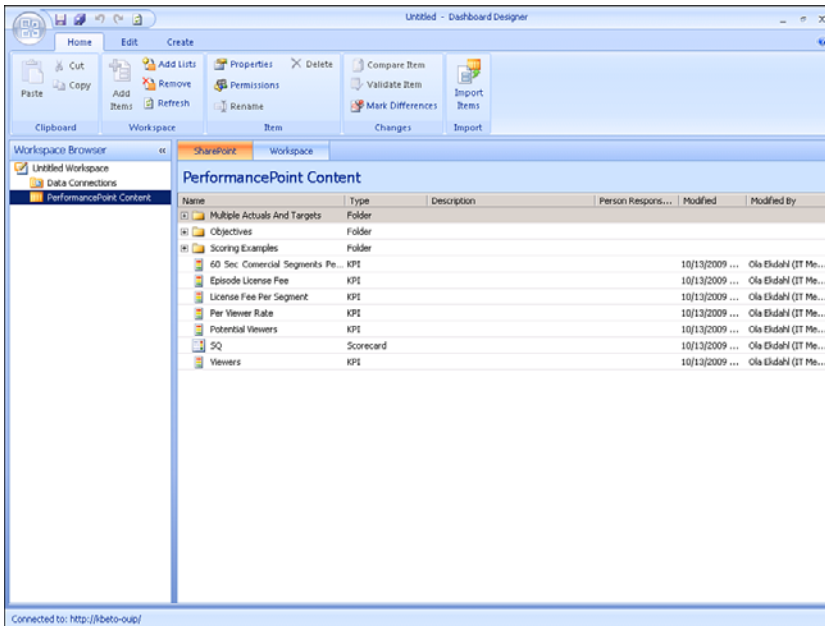 Untitled - Dashboard Designer
Home Edit Create
Paste
Cut
Copy
Clipboard
Add Items
Add Lists
Remove
Refresh
Workspace
Properties
Delete
Permissions
Rename
Item
Compare Item
Validate Item
Mark Differences
Changes
Import Items
Import
Workspace Browser
Untitled Workspace
Data Connections
PerformancePoint Content
SharePoint Workspace
PerformancePoint Content
Name Type Description Person Respons... Modified Modified By
Multiple Actuals And Targets Folder
Objectives Folder
Scoring Examples Folder
60 Sec Comercial Segments Pe... KPI 10/13/2009 ... Ola Ekdahl (IT Me...
Episode License Fee KPI 10/13/2009 ... Ola Ekdahl (IT Me...
License Fee Per Segment KPI 10/13/2009 ... Ola Ekdahl (IT Me...
Per Viewer Rate KPI 10/13/2009 ... Ola Ekdahl (IT Me...
Potential Viewers KPI 10/13/2009 ... Ola Ekdahl (IT Me...
SQ Scorecard 10/13/2009 ... Ola Ekdahl (IT Me...
Viewers KPI 10/13/2009 ... Ola Ekdahl (IT Me...
Connected to: http://kbeto-ouip/